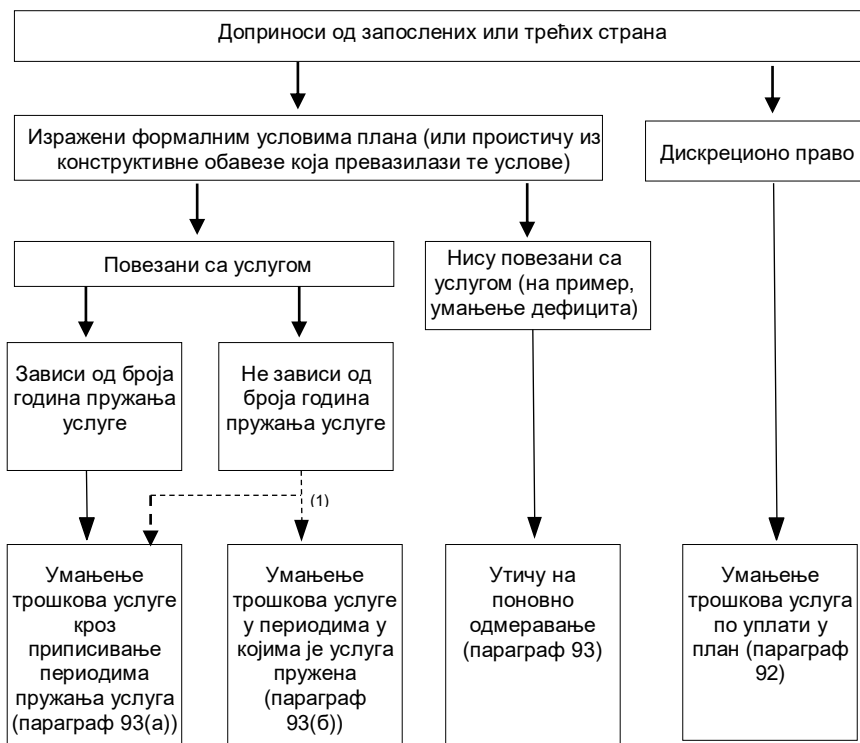 Доприноси од запослених или трећих страна
Изражени формалним условима плана (или проистичу из
конструктивне обавезе која превазилази те услове)
Дискреционо право
Повезани са услугом
Нису повезани са
услугом (на пример,
умањење дефицита)
Зависи од броја
година пружања
услуге
Не зависи од
броја година
пружања услуге
(1)
Умањење
трошкова услуге
кроз
приписивање
периодима
пружања услуга
(параграф 93(а))
Умањење
трошкова услуге
у периодима у
којима је услуга
пружена
(параграф
93(б))
Утичу на
поновно
одмеравање
(параграф 93)
Умањење
трошкова услуга
по уплати у
план (параграф
92)